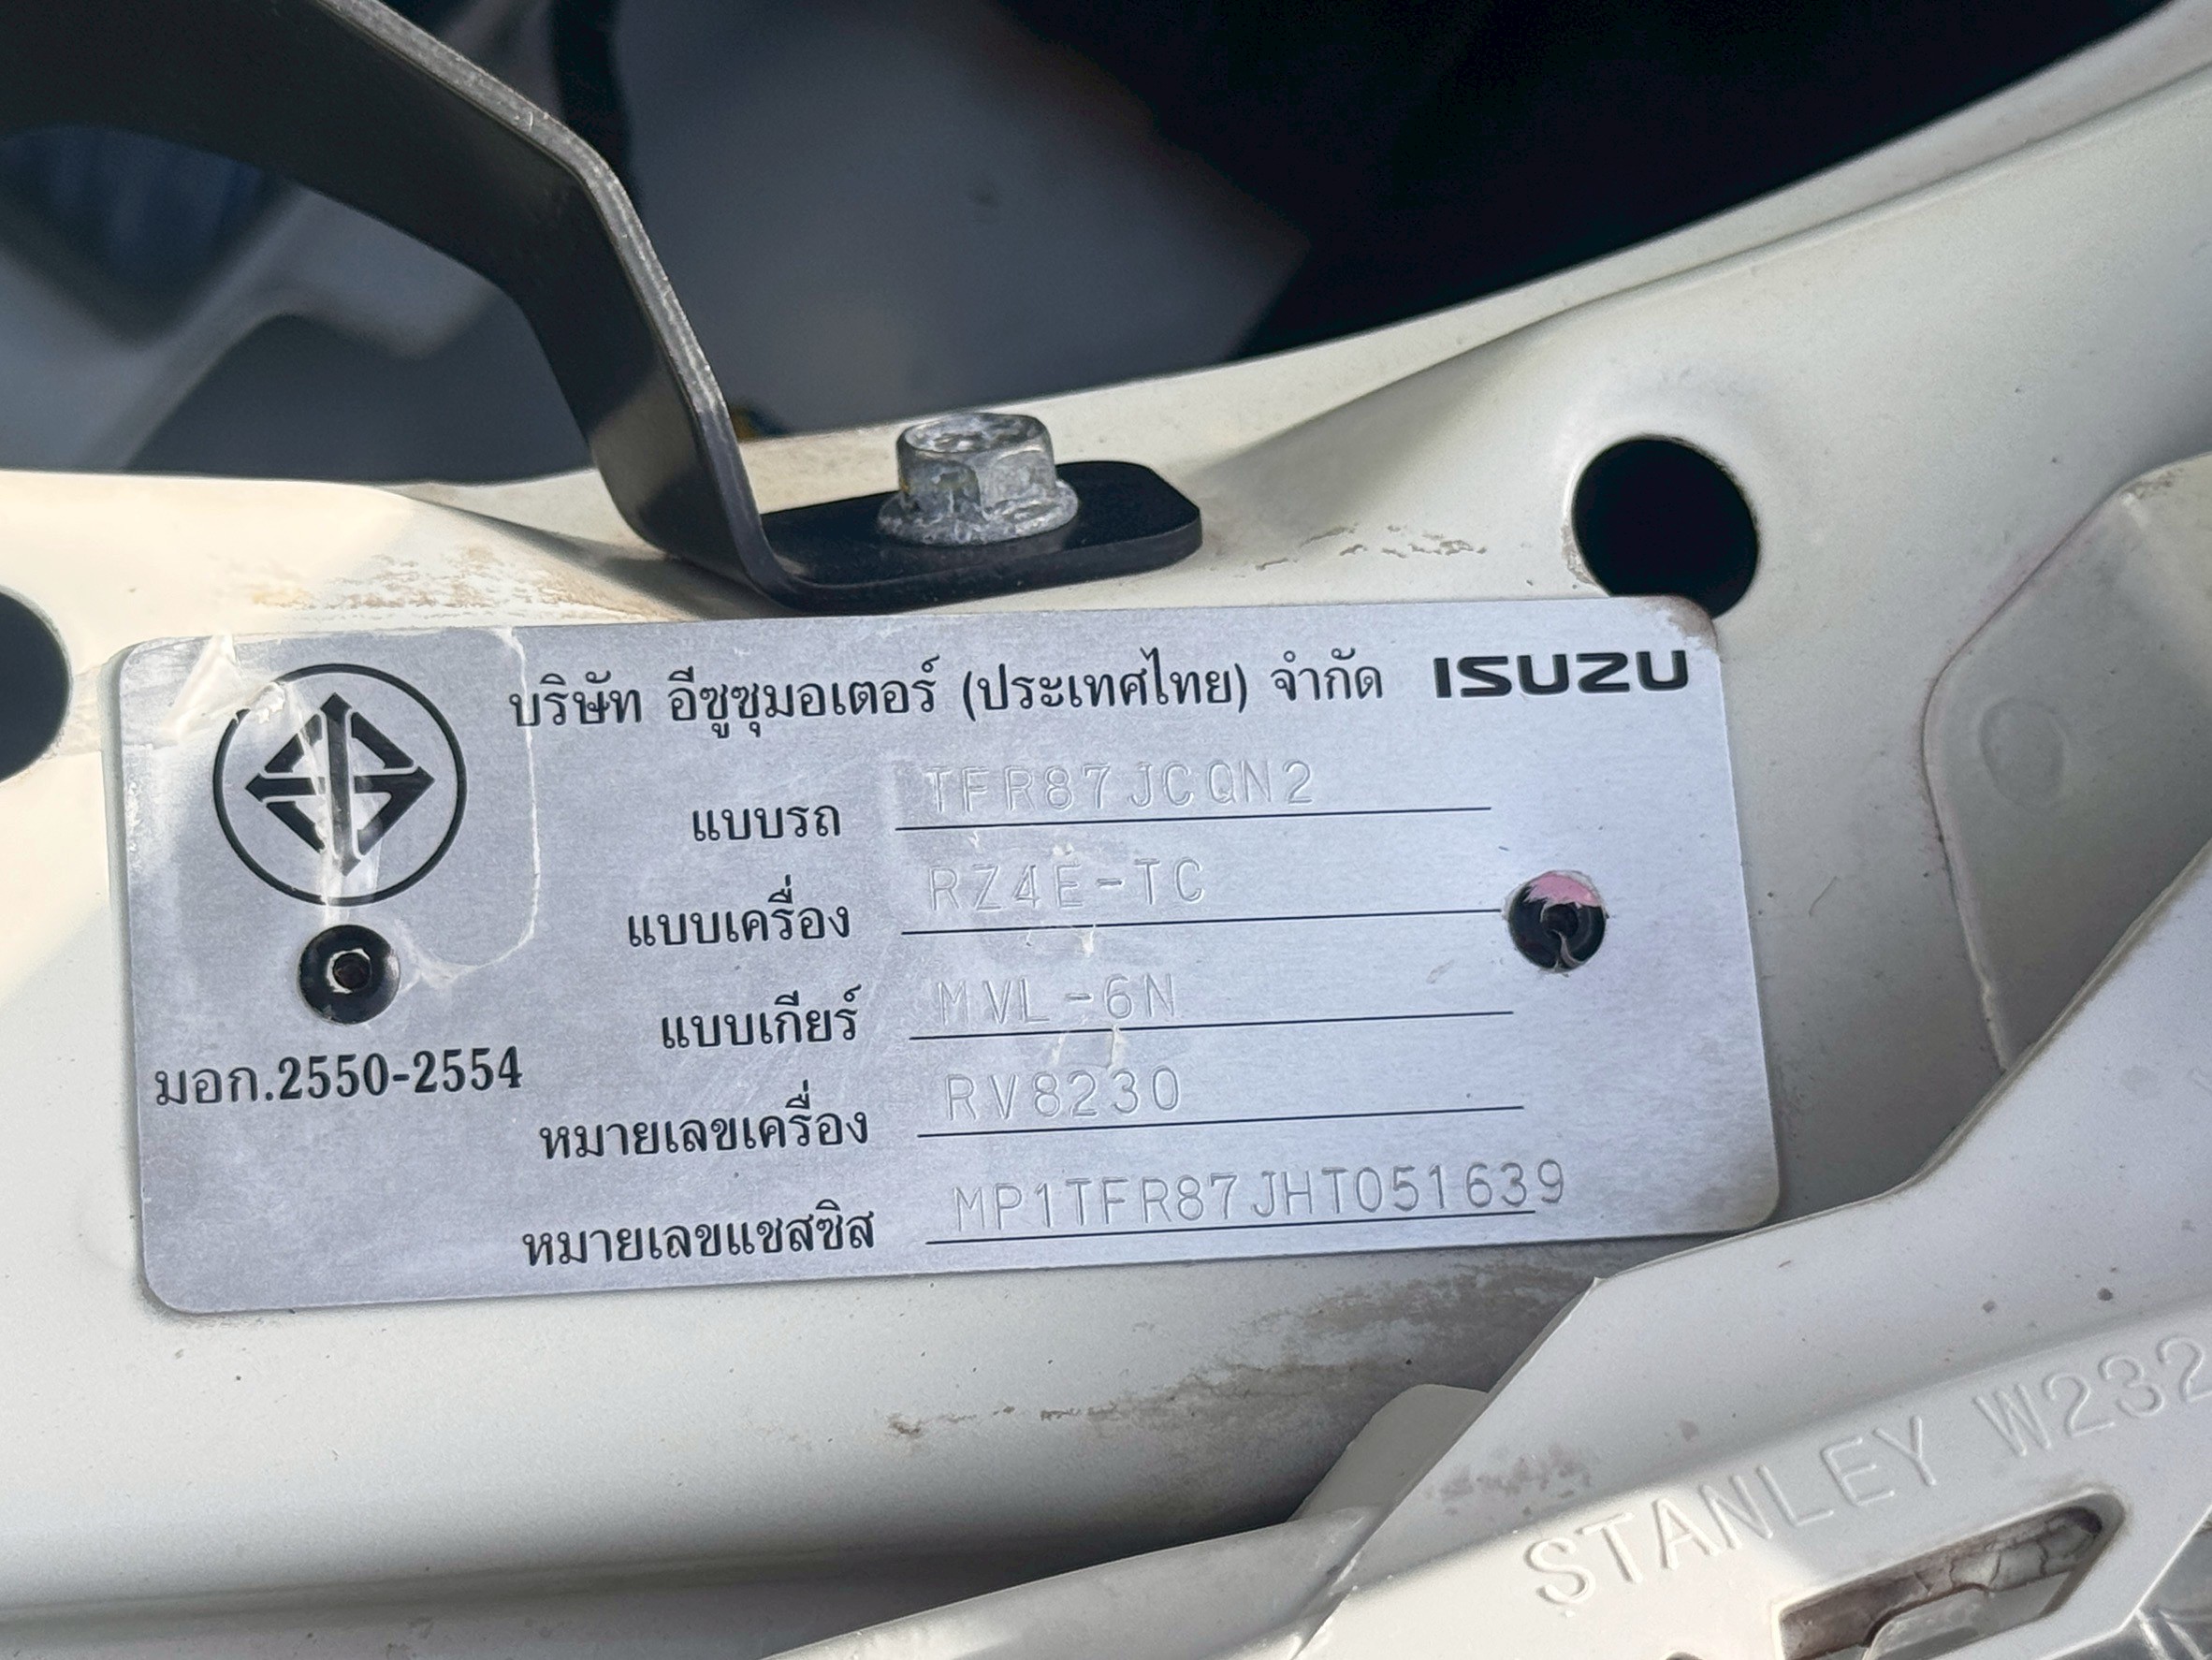 บริษัท อีซูซุมอเตอร์ (ประเทศไทย) จำกัด ISUZU
แบบรถ TFR87JCQN2
แบบเครื่อง RZ4E-TC
แบบเกียร์ MVL-6N
มอก.2550-2554
หมายเลขเครื่อง RV8230
หมายเลขแชสซิส MP1TFR87JHT051639
STANLEY W232